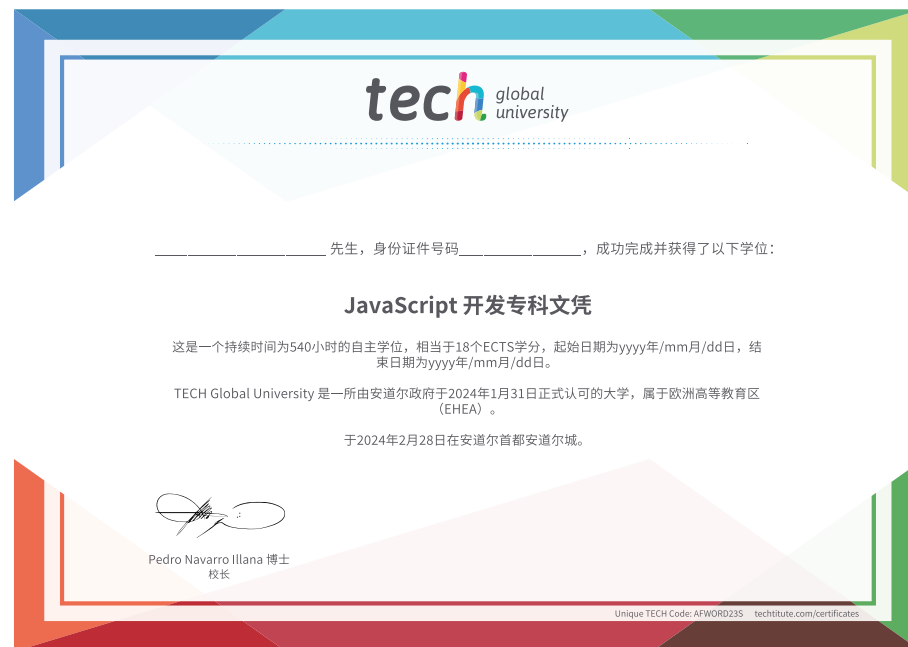 tech global university
______________________ 先生，身份证件号码________________，成功完成并获得了以下学位：
JavaScript 开发专科文凭
这是一个持续时间为540小时的自主学位，相当于18个ECTS学分，起始日期为yyyy年/mm月/dd日，结
束日期为yyyy年/mm月/dd日。
TECH Global University 是一所由安道尔政府于2024年1月31日正式认可的大学，属于欧洲高等教育区
（EHEA）。
于2024年2月28日在安道尔首都安道尔城。
Pedro Navarro Illana 博士
校长
Unique TECH Code: AFWORD23S techtitute.com/certificates